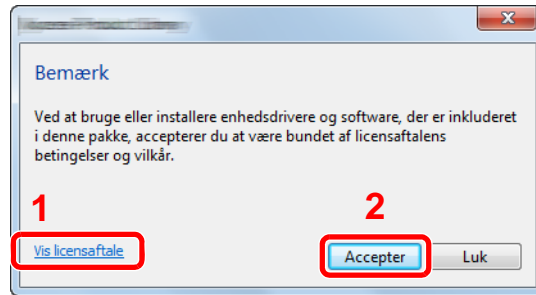 Bemærk
Ved at bruge eller installere enhedsdrivere og software, der er inkluderet
i denne pakke, accepterer du at være bundet af licensaftalens
betingelser og vilkår.
1
2
Vis licensaftale
Accepter
Luk